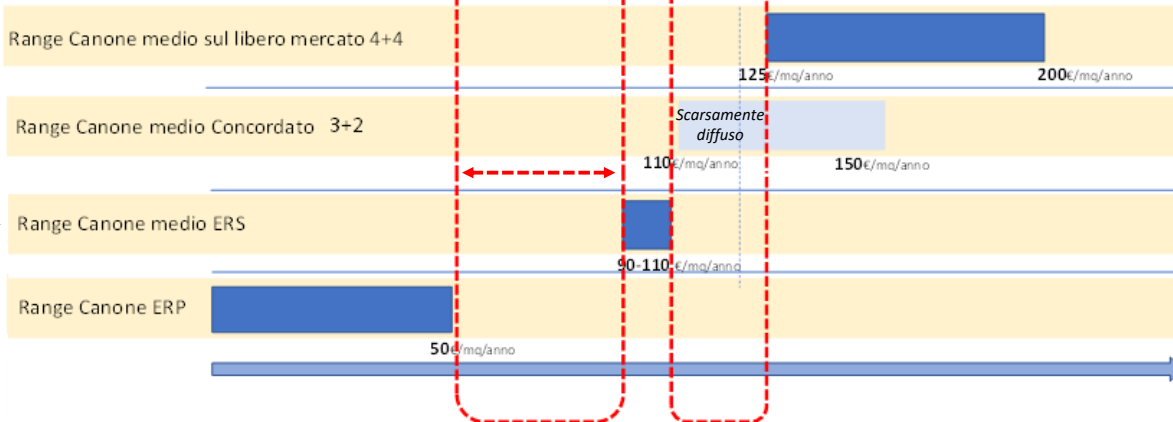 Range Canone medio sul libero mercato 4+4
125€/mq/anno
200€/mq/anno
Range Canone medio Concordato 3+2
Scarsamente
diffuso
110€/mq/anno
150€/mq/anno
Range Canone medio ERS
90-110 €/mq/anno
Range Canone ERP
50€/mq/anno